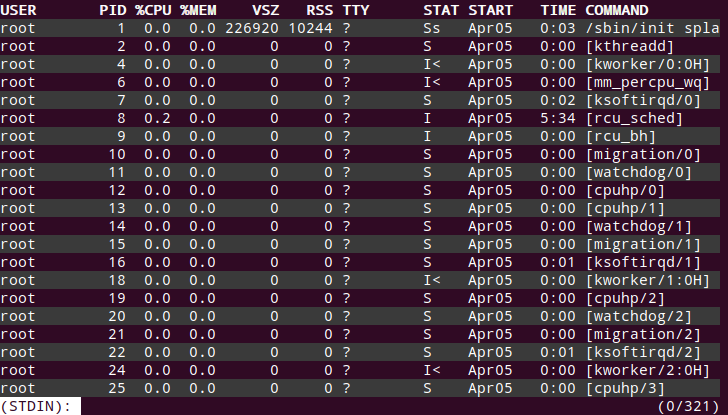 USER       PID %CPU %MEM    VSZ   RSS TTY      STAT START   TIME COMMAND
root         1  0.0  0.0 226920 10244 ?        Ss   Apr05   0:03 /sbin/init spla
root         2  0.0  0.0      0     0 ?        S    Apr05   0:00 [kthreadd]
root         4  0.0  0.0      0     0 ?        I<   Apr05   0:00 [kworker/0:0H]
root         6  0.0  0.0      0     0 ?        I<   Apr05   0:00 [mm_percpu_wq]
root         7  0.0  0.0      0     0 ?        S    Apr05   0:02 [ksoftirqd/0]
root         8  0.2  0.0      0     0 ?        I    Apr05   5:34 [rcu_sched]
root         9  0.0  0.0      0     0 ?        I    Apr05   0:00 [rcu_bh]
root        10  0.0  0.0      0     0 ?        S    Apr05   0:00 [migration/0]
root        11  0.0  0.0      0     0 ?        S    Apr05   0:00 [watchdog/0]
root        12  0.0  0.0      0     0 ?        S    Apr05   0:00 [cpuhp/0]
root        13  0.0  0.0      0     0 ?        S    Apr05   0:00 [cpuhp/1]
root        14  0.0  0.0      0     0 ?        S    Apr05   0:00 [watchdog/1]
root        15  0.0  0.0      0     0 ?        S    Apr05   0:00 [migration/1]
root        16  0.0  0.0      0     0 ?        S    Apr05   0:01 [ksoftirqd/1]
root        18  0.0  0.0      0     0 ?        I<   Apr05   0:00 [kworker/1:0H]
root        19  0.0  0.0      0     0 ?        S    Apr05   0:00 [cpuhp/2]
root        20  0.0  0.0      0     0 ?        S    Apr05   0:00 [watchdog/2]
root        21  0.0  0.0      0     0 ?        S    Apr05   0:00 [migration/2]
root        22  0.0  0.0      0     0 ?        S    Apr05   0:01 [ksoftirqd/2]
root        24  0.0  0.0      0     0 ?        I<   Apr05   0:00 [kworker/2:0H]
root        25  0.0  0.0      0     0 ?        S    Apr05   0:00 [cpuhp/3]
(STDIN):                                                                 (0/321)